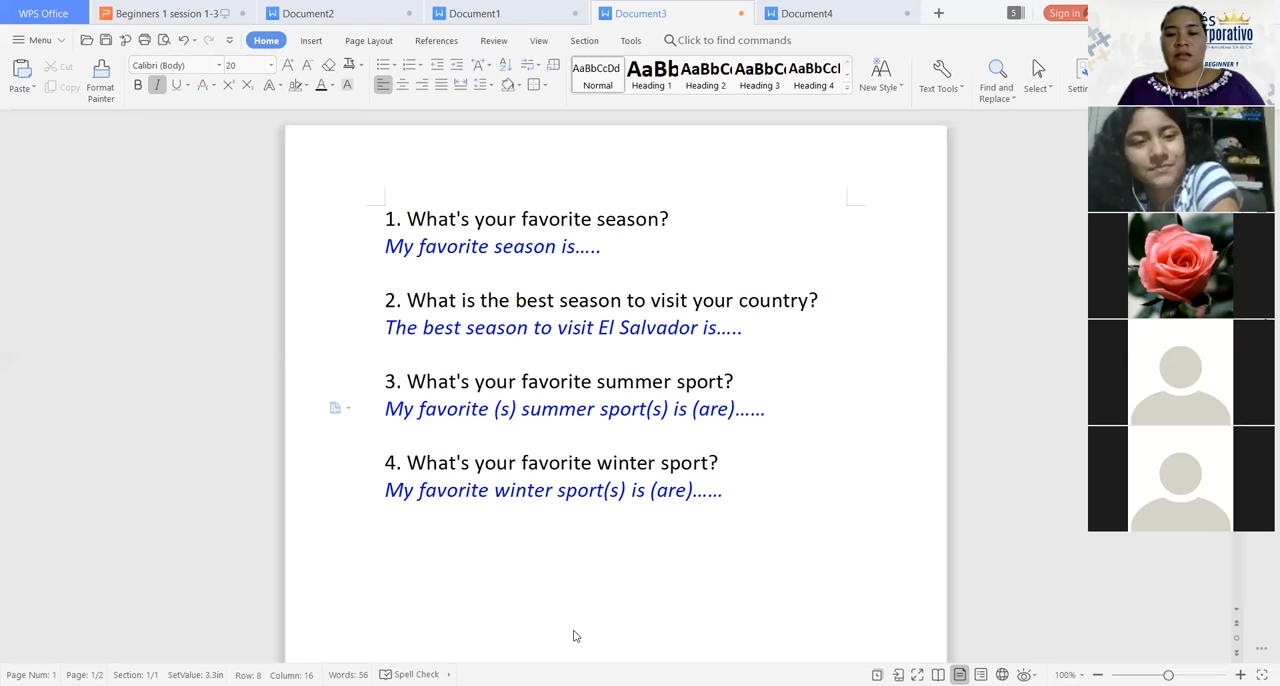 WPS Office
Beginners 1 session 1-3
Document2
Document1
Document3
Document4
5
Sign in
Menu
Home
Insert
Page Layout
References
Review
View
Section
Tools
Click to find commands
Paste
Cut
Copy
Format
Painter
Calibri (Body)
20
AaBbCcDd
Normal
AaBb
Heading 1
AaBbC
Heading 2
AaBbC
Heading 3
AaBbCcl
Heading 4
New Style
Text Tools
Find and
Replace
Select
rporativo
BEGINNER 1
1. What's your favorite season?
My favorite season is.....
2. What is the best season to visit your country?
The best season to visit El Salvador is.....
3. What's your favorite summer sport?
My favorite (s) summer sport(s) is (are)......
4. What's your favorite winter sport?
My favorite winter sport(s) is (are)......
Page Num: 1
Page: 1/2
Section: 1/1
SetValue: 3.3in
Row: 8
Column: 16
Words: 56
Spell Check
100%